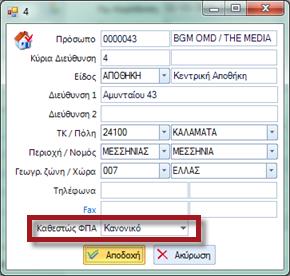 4
Πρόσωπο 0000043 BGM OMD / THE MEDIA
Κύρια Διεύθυνση 4
Είδος ΑΠΟΘΗΚΗ Κεντρική Αποθήκη
Διεύθυνση 1 Αμυνταίου 43
Διεύθυνση 2
ΤΚ / Πόλη 24100 ΚΑΛΑΜΑΤΑ
Περιοχή / Νομός ΜΕΣΣΗΝΙΑΣ ΜΕΣΣΗΝΙΑ
Γεωγρ. ζώνη / Χώρα 007 ΕΛΛΑΣ
Τηλέφωνα
Fax
Καθεστώς ΦΠΑ Κανονικό
Αποδοχή Ακύρωση